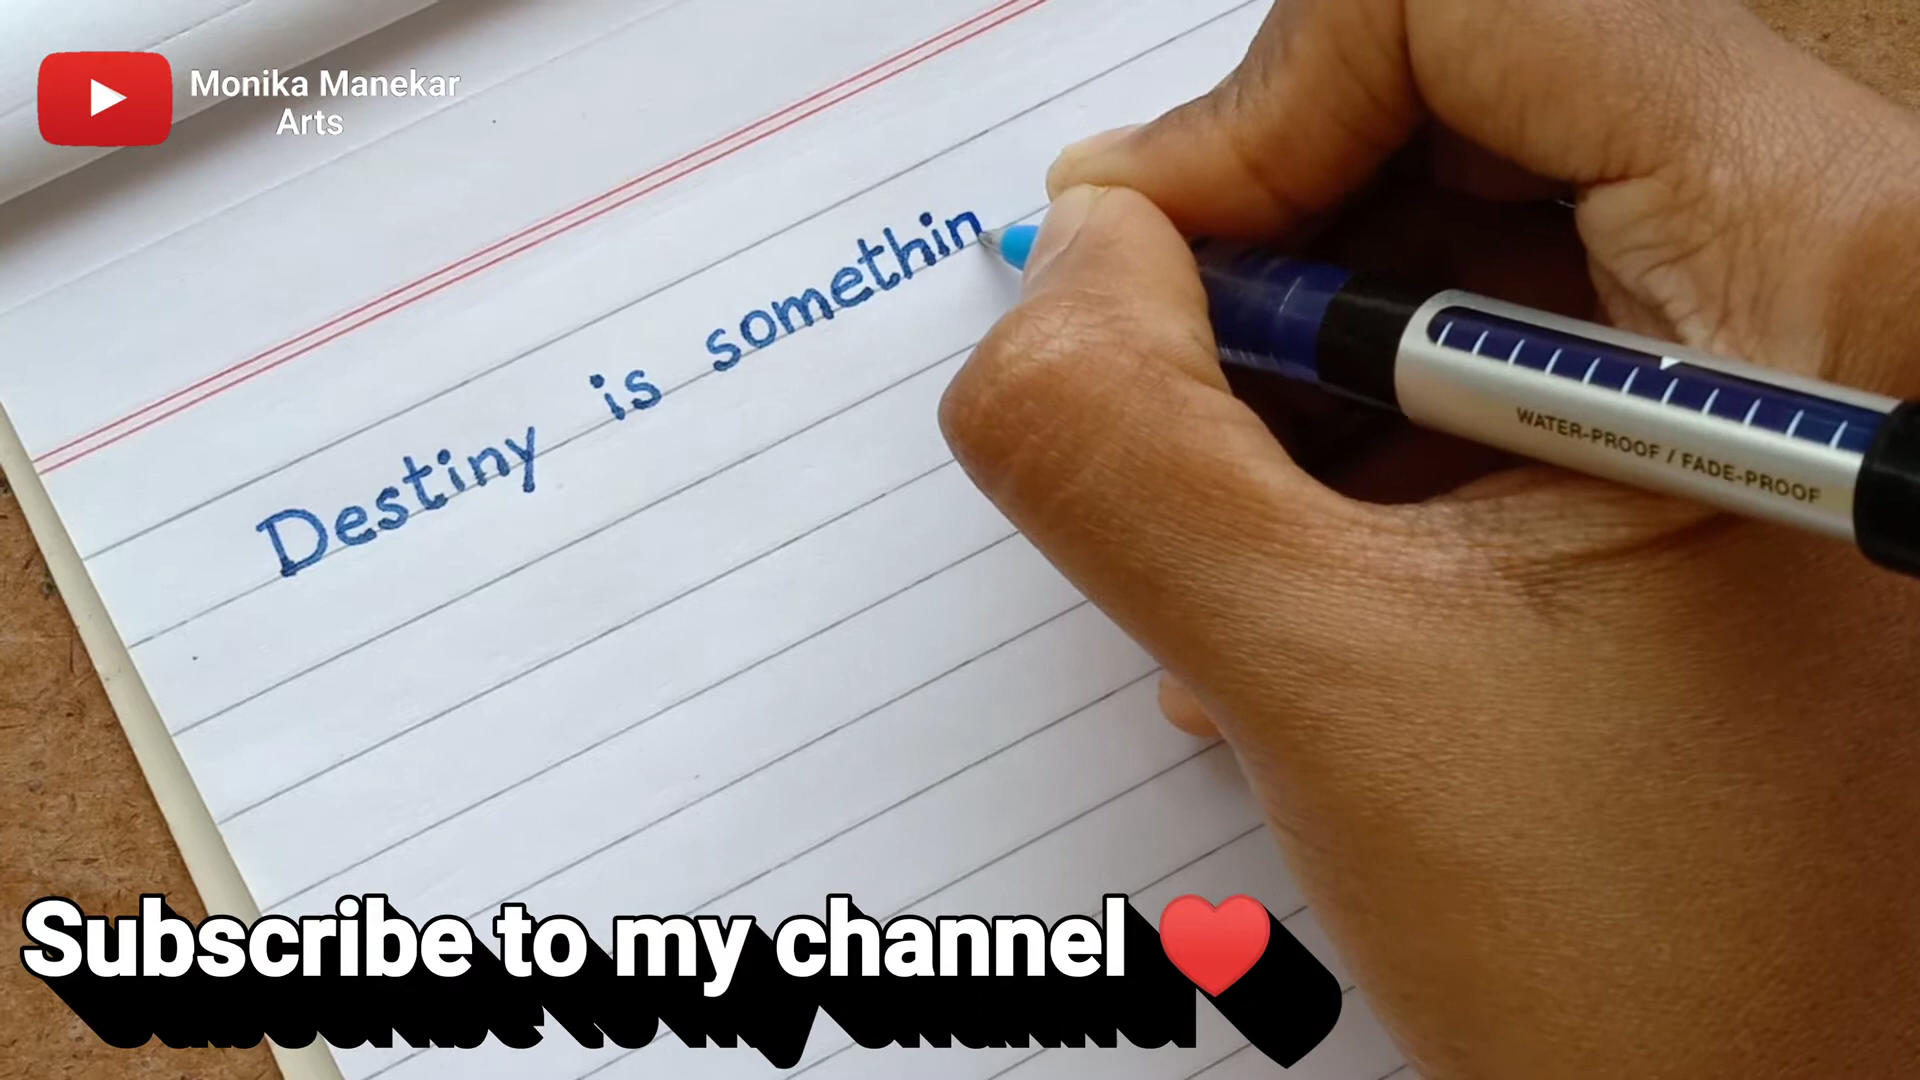 Monika Manekar
Arts
Destiny is somethin
WATER-PROOF / FADE-PROOF
Subscribe to my channel ❤️